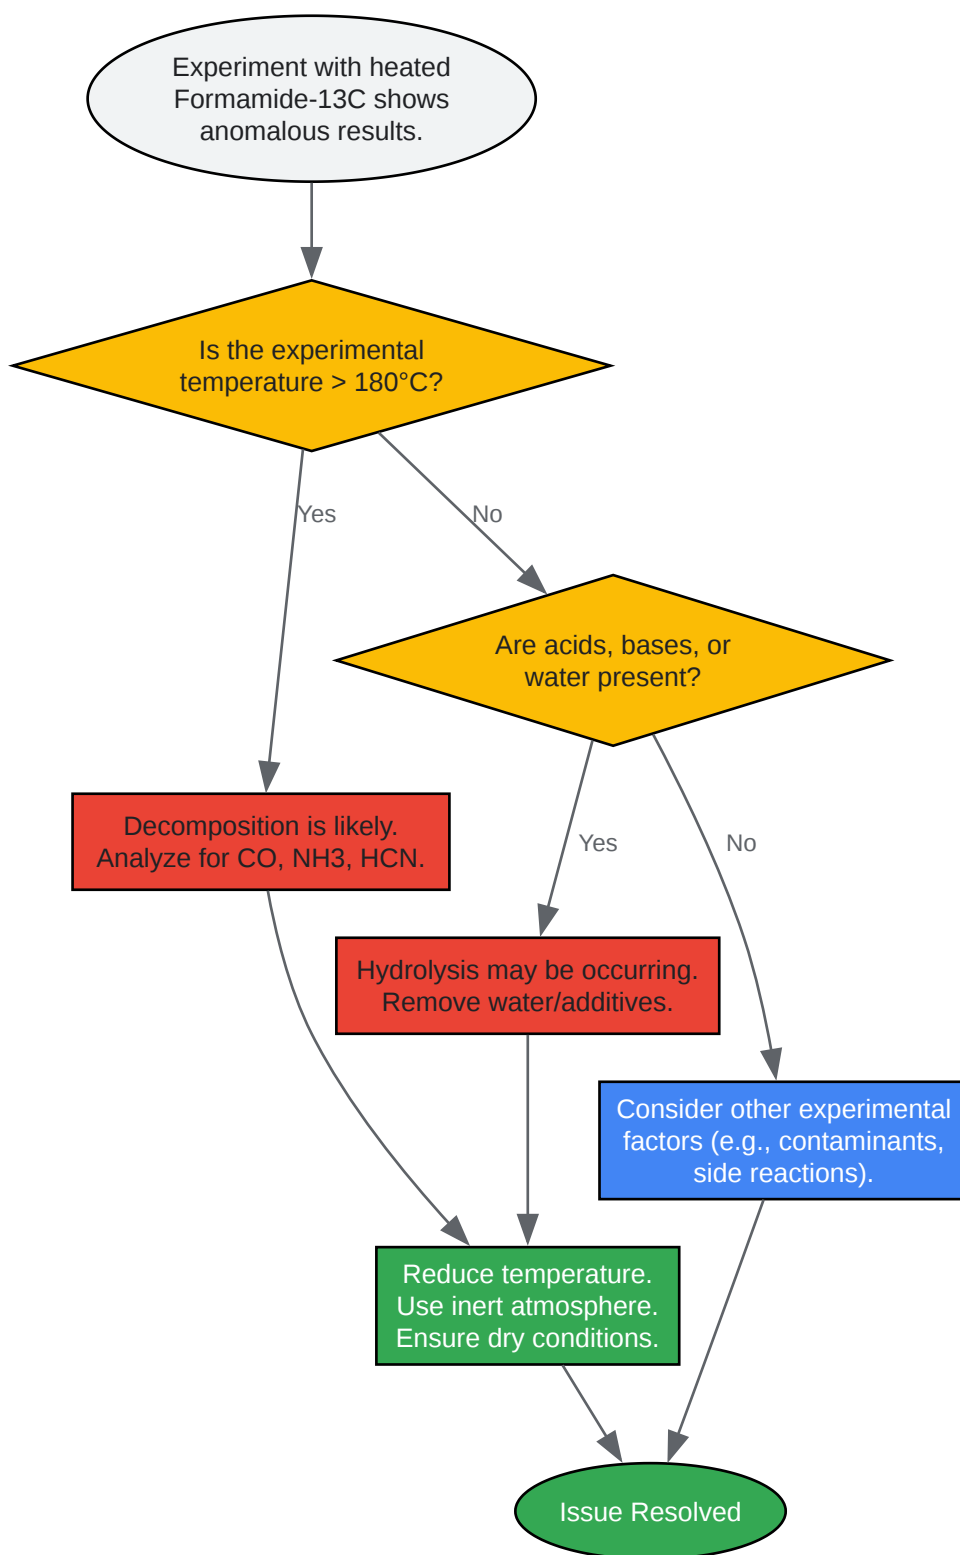 Experiment with heated
Formamide-13C shows
anomalous results.
Is the experimental
temperature > 180°C?
Yes
No
Are acids, bases, or
water present?
Decomposition is likely.
Analyze for CO, NH3, HCN.
Yes
No
Hydrolysis may be occurring.
Remove water/additives.
Consider other experimental
factors (e.g., contaminants,
side reactions).
Reduce temperature.
Use inert atmosphere.
Ensure dry conditions.
Issue Resolved